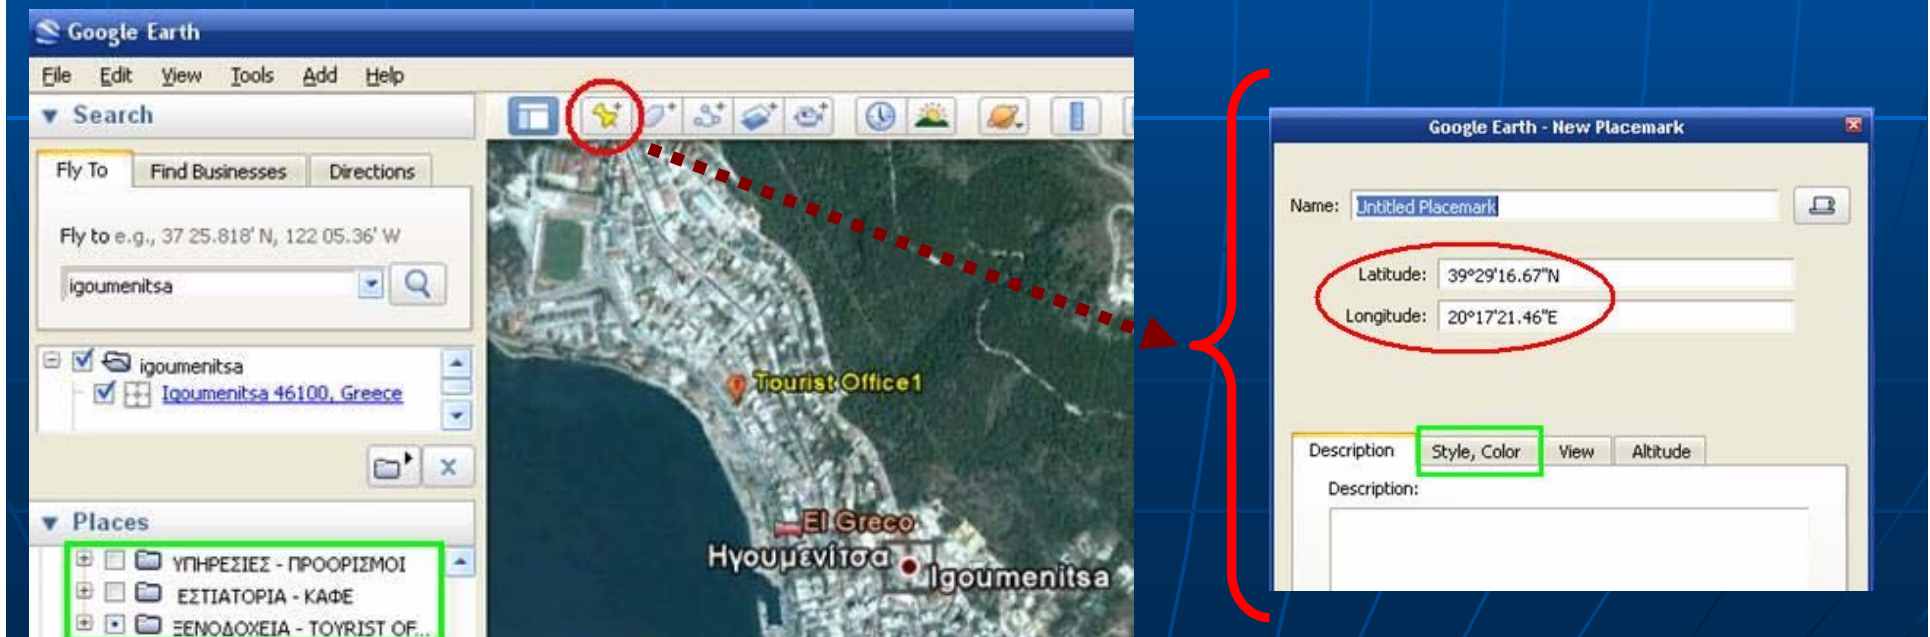 Google Earth
File Edit View Tools Add Help
Search
Fly To Find Businesses Directions
Fly to e.g., 37 25.818' N, 122 05.36' W
igoumenitsa
igoumenitsa
Igoumenitsa 46100, Greece
Places
ΥΠΗΡΕΣΙΕΣ - ΠΡΟΟΡΙΣΜΟΙ
ΕΣΤΙΑΤΟΡΙΑ - ΚΑΦΕ
ΞΕΝΟΔΟΧΕΙΑ - TOYRIST OF...
Tourist Office1
El Greco
Ηγουμενίτσα
Igoumenitsa
Google Earth - New Placemark
Name: Untitled Placemark
Latitude: 39°29'16.67"N
Longitude: 20°17'21.46"E
Description Style, Color View Altitude
Description: